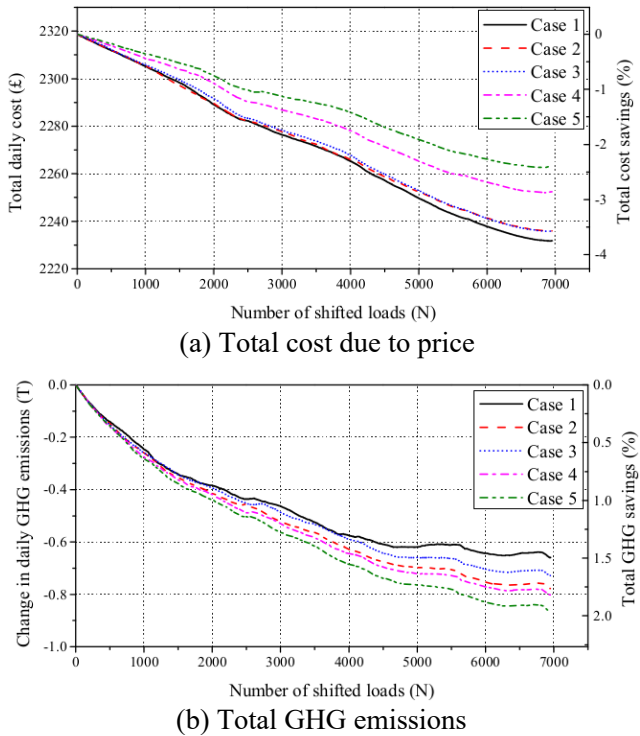 2320
2300
2280
2260
2240
2220
Total daily cost (£)
0
-1
-2
-3
-4
Total cost savings (%)
Case 1
Case 2
Case 3
Case 4
Case 5
0 1000 2000 3000 4000 5000 6000 7000
Number of shifted loads (N)
(a) Total cost due to price
0.0
-0.2
-0.4
-0.6
-0.8
-1.0
Change in daily GHG emissions (T)
0.0
0.5
1.0
1.5
2.0
Total GHG savings (%)
Case 1
Case 2
Case 3
Case 4
Case 5
0 1000 2000 3000 4000 5000 6000 7000
Number of shifted loads (N)
(b) Total GHG emissions